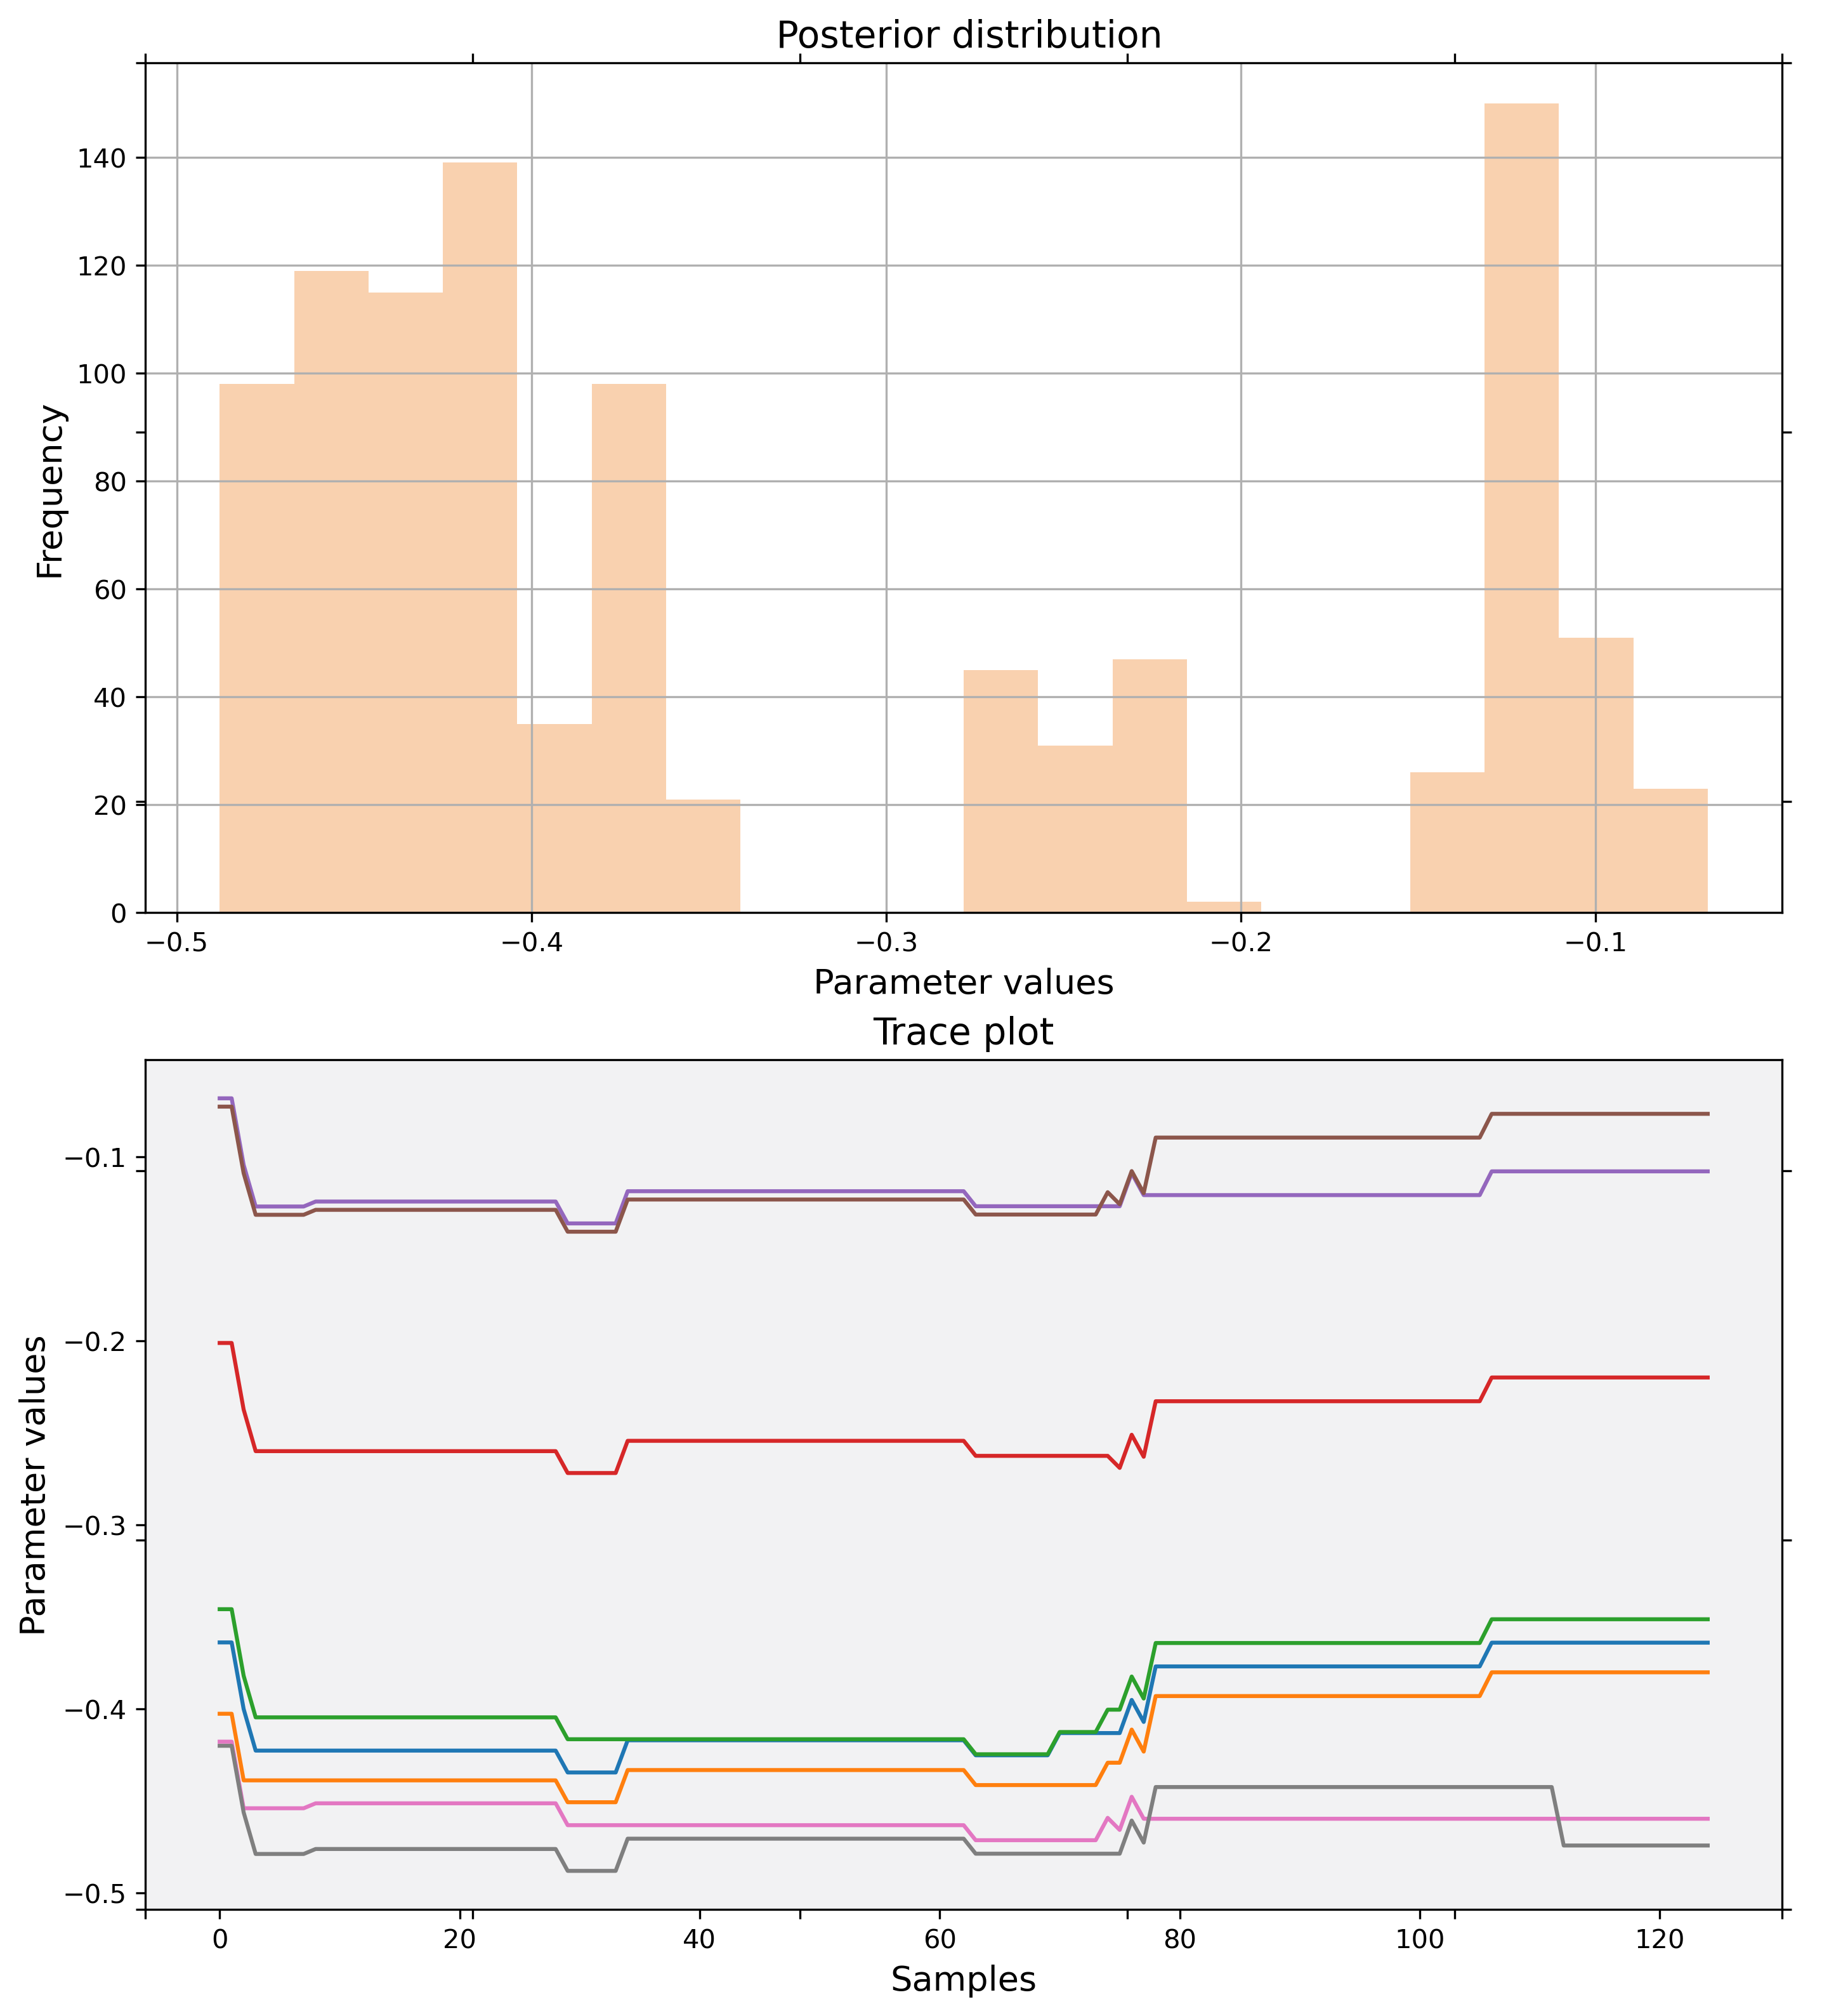 Posterior distribution
140
120
100
80
60
40
20
0
Frequency
−0.5 −0.4 −0.3 −0.2 −0.1
Parameter values
Trace plot
−0.1
−0.2
−0.3
−0.4
−0.5
Parameter values
0 20 40 60 80 100 120
Samples